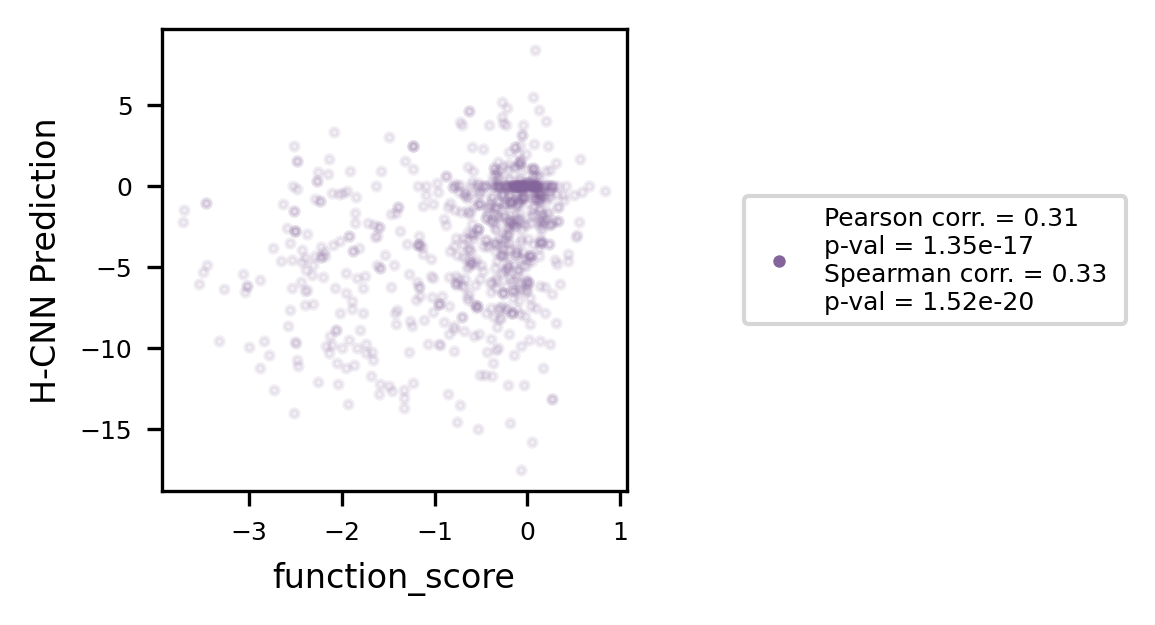 H-CNN Prediction
5
0
−5
−10
−15
−3
−2
−1
0
1
function_score
Pearson corr. = 0.31
p-val = 1.35e-17
Spearman corr. = 0.33
p-val = 1.52e-20